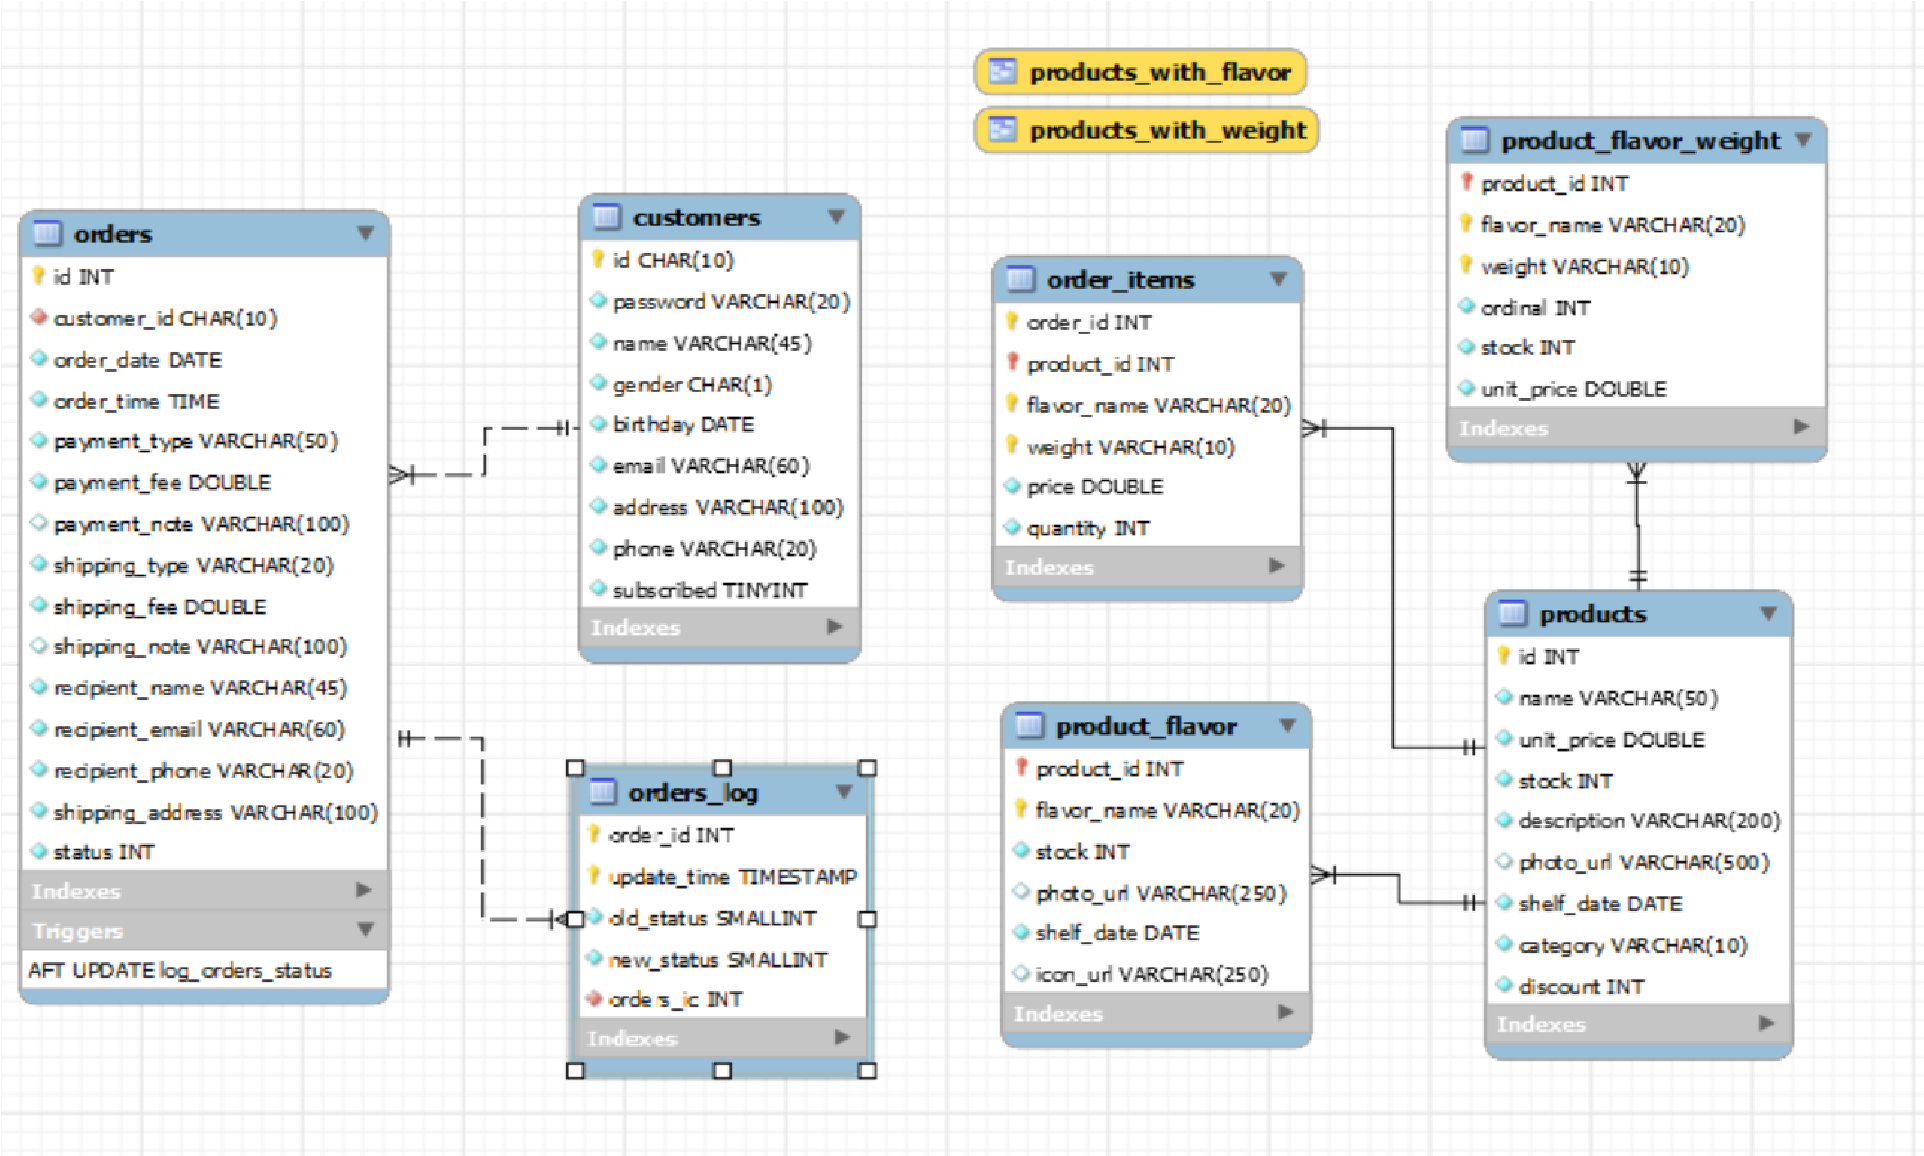 orders
id INT
customer_id CHAR(10)
order_date DATE
order_time TIME
payment_type VARCHAR(50)
payment_fee DOUBLE
payment_note VARCHAR(100)
shipping_type VARCHAR(20)
shipping_fee DOUBLE
shipping_note VARCHAR(100)
recipient_name VARCHAR(45)
recipient_email VARCHAR(60)
recipient_phone VARCHAR(20)
shipping_address VARCHAR(100)
status INT
Indexes
Triggers
AFT UPDATE log_orders_status
customers
id CHAR(10)
password VARCHAR(20)
name VARCHAR(45)
gender CHAR(1)
birthday DATE
email VARCHAR(60)
address VARCHAR(100)
phone VARCHAR(20)
subscribed TINYINT
Indexes
orders_log
order_id INT
update_time TIMESTAMP
old_status SMALLINT
new_status SMALLINT
orders_ic INT
Indexes
products_with_flavor
products_with_weight
order_items
order_id INT
product_id INT
flavor_name VARCHAR(20)
weight VARCHAR(10)
price DOUBLE
quantity INT
Indexes
product_flavor
product_id INT
flavor_name VARCHAR(20)
stock INT
photo_url VARCHAR(250)
shelf_date DATE
icon_url VARCHAR(250)
Indexes
product_flavor_weight
product_id INT
flavor_name VARCHAR(20)
weight VARCHAR(10)
ordinal INT
stock INT
unit_price DOUBLE
Indexes
products
id INT
name VARCHAR(50)
unit_price DOUBLE
stock INT
description VARCHAR(200)
photo_url VARCHAR(500)
shelf_date DATE
category VARCHAR(10)
discount INT
Indexes